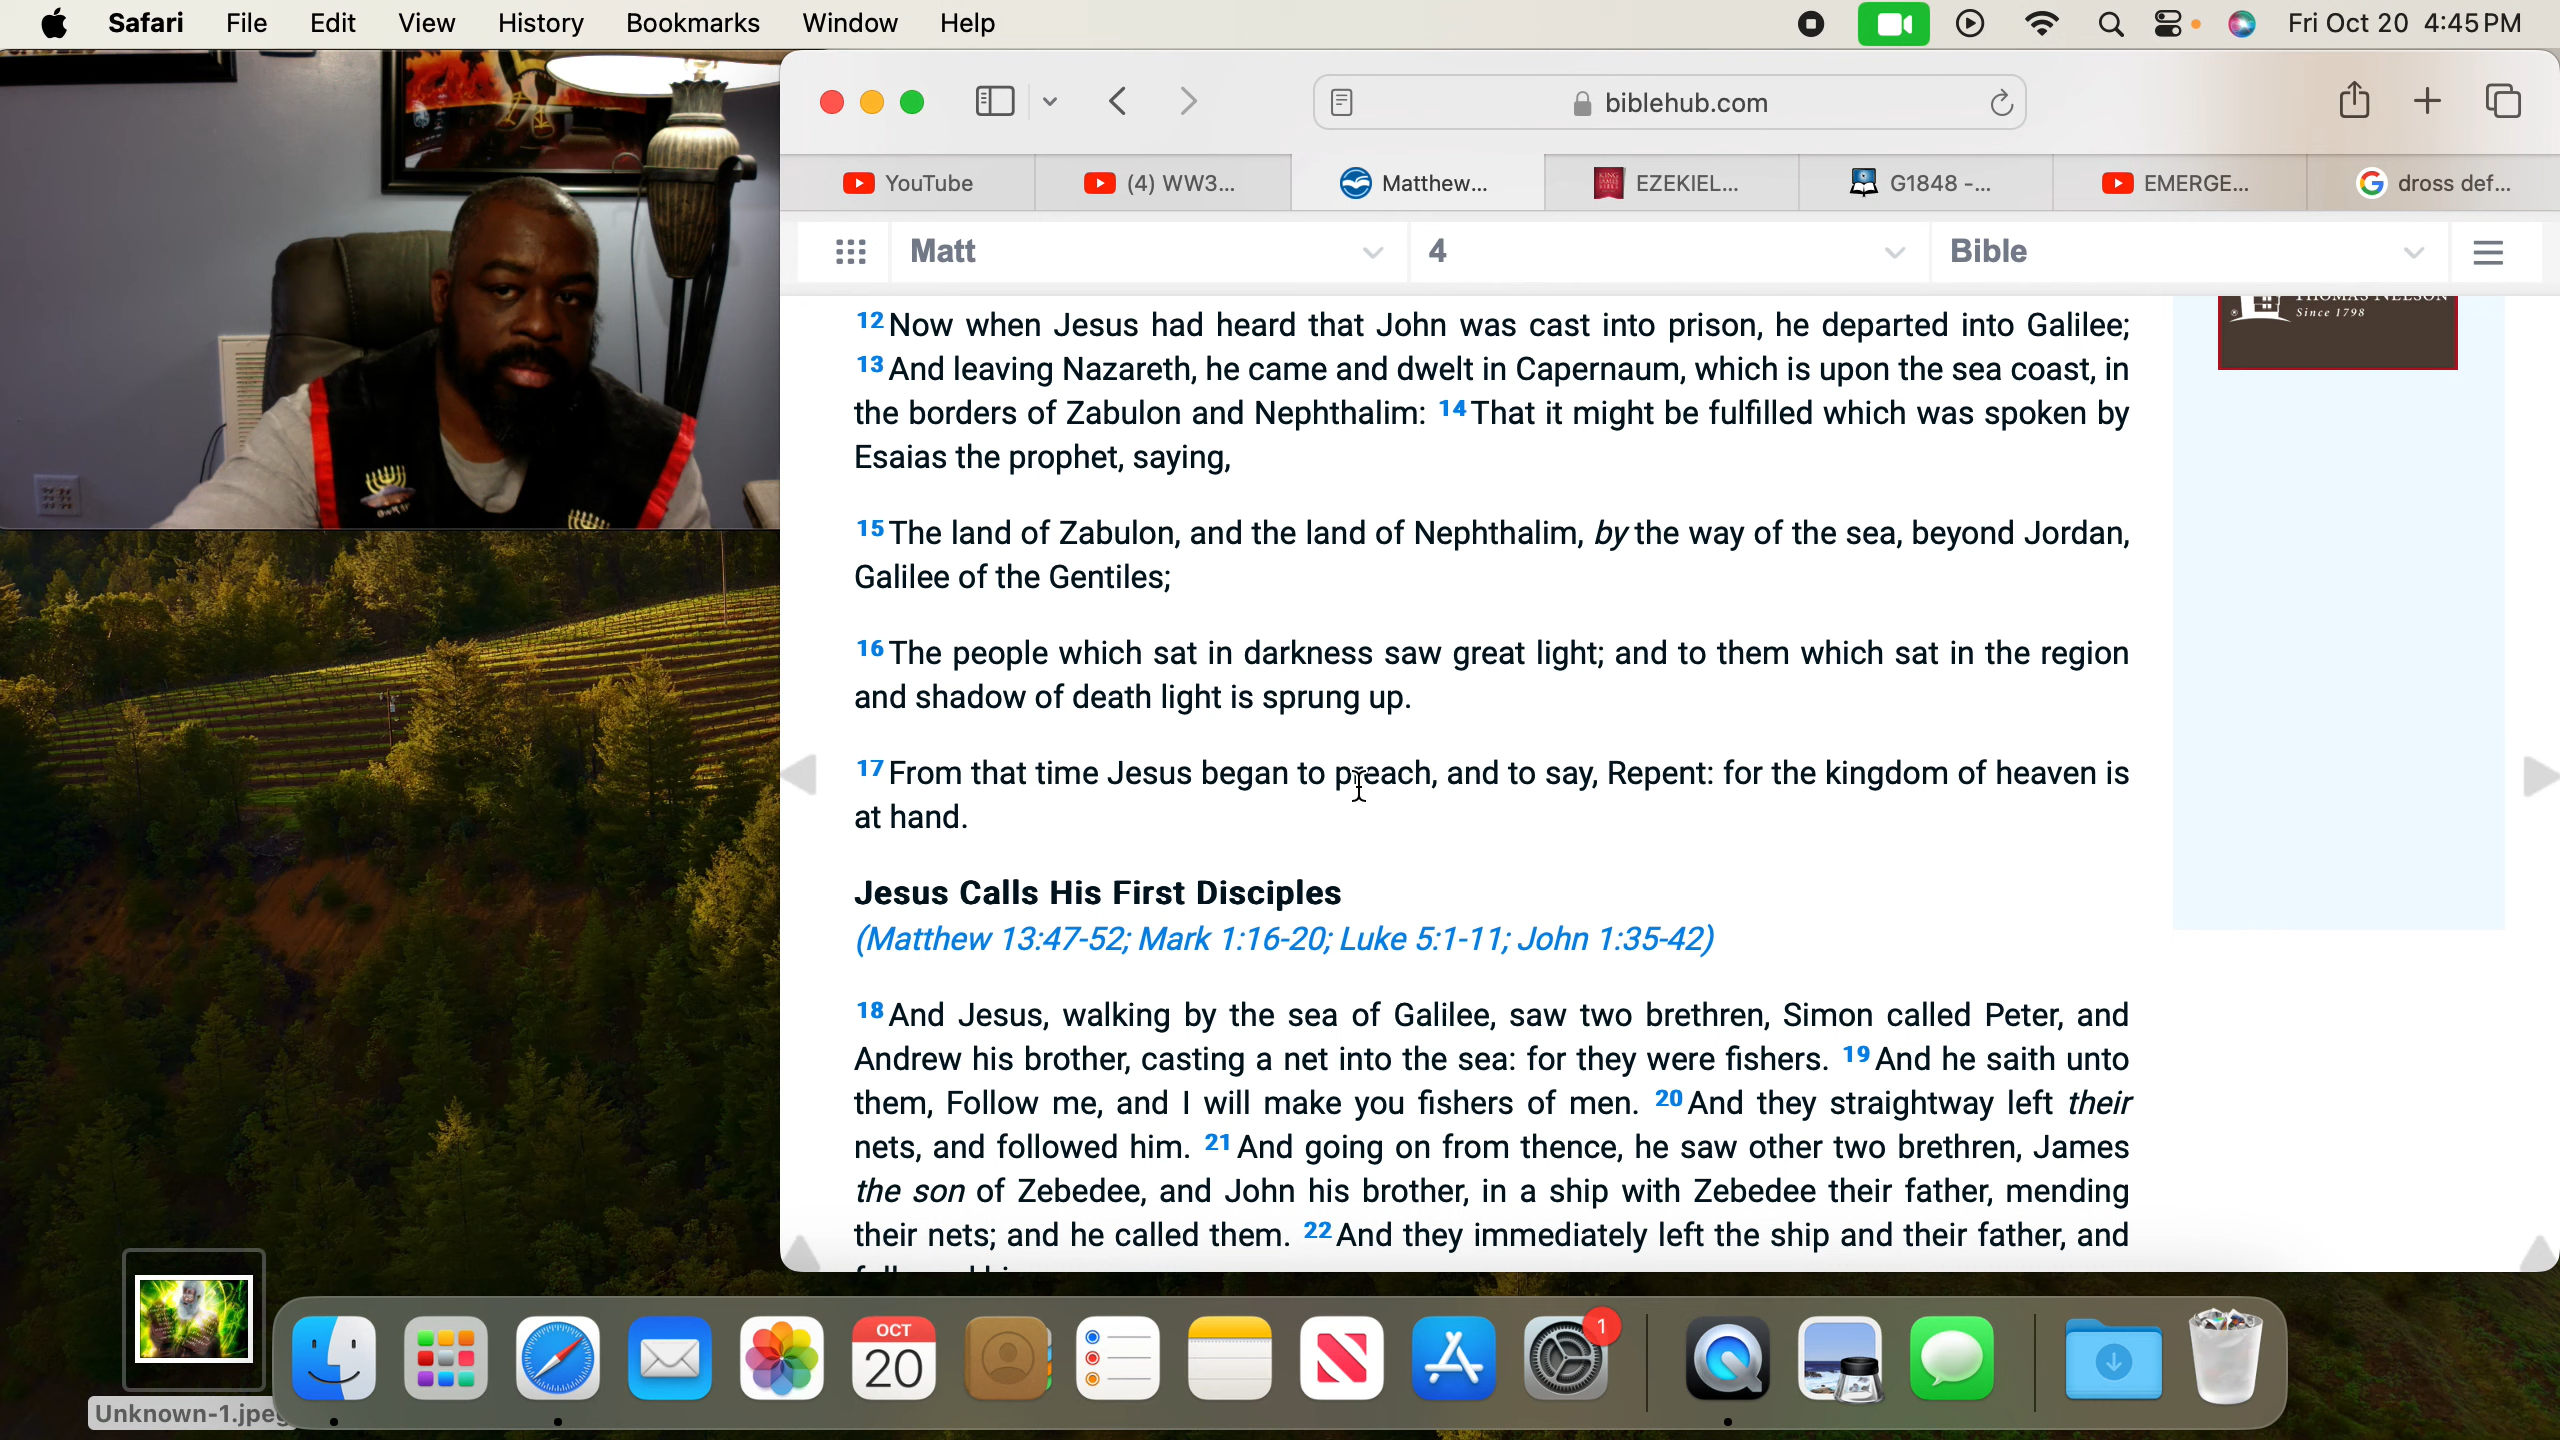 Safari File Edit View History Bookmarks Window Help Fri Oct 20 4:45 PM
biblehub.com
YouTube (4) WW3... Matthew... EZEKIEL... G1848 -... EMERGE... dross def...
Matt 4 Bible
THOMAS NELSON
Since 1798
12 Now when Jesus had heard that John was cast into prison, he departed into Galilee;
13 And leaving Nazareth, he came and dwelt in Capernaum, which is upon the sea coast, in
the borders of Zabulon and Nephthalim: 14 That it might be fulfilled which was spoken by
Esaias the prophet, saying,
15 The land of Zabulon, and the land of Nephthalim, by the way of the sea, beyond Jordan,
Galilee of the Gentiles;
16 The people which sat in darkness saw great light; and to them which sat in the region
and shadow of death light is sprung up.
17 From that time Jesus began to preach, and to say, Repent: for the kingdom of heaven is
at hand.
Jesus Calls His First Disciples
(Matthew 13:47-52; Mark 1:16-20; Luke 5:1-11; John 1:35-42)
18 And Jesus, walking by the sea of Galilee, saw two brethren, Simon called Peter, and
Andrew his brother, casting a net into the sea: for they were fishers. 19 And he saith unto
them, Follow me, and I will make you fishers of men. 20 And they straightway left their
nets, and followed him. 21 And going on from thence, he saw other two brethren, James
the son of Zebedee, and John his brother, in a ship with Zebedee their father, mending
their nets; and he called them. 22 And they immediately left the ship and their father, and
OCT
20
1
Unknown-1.jpeg